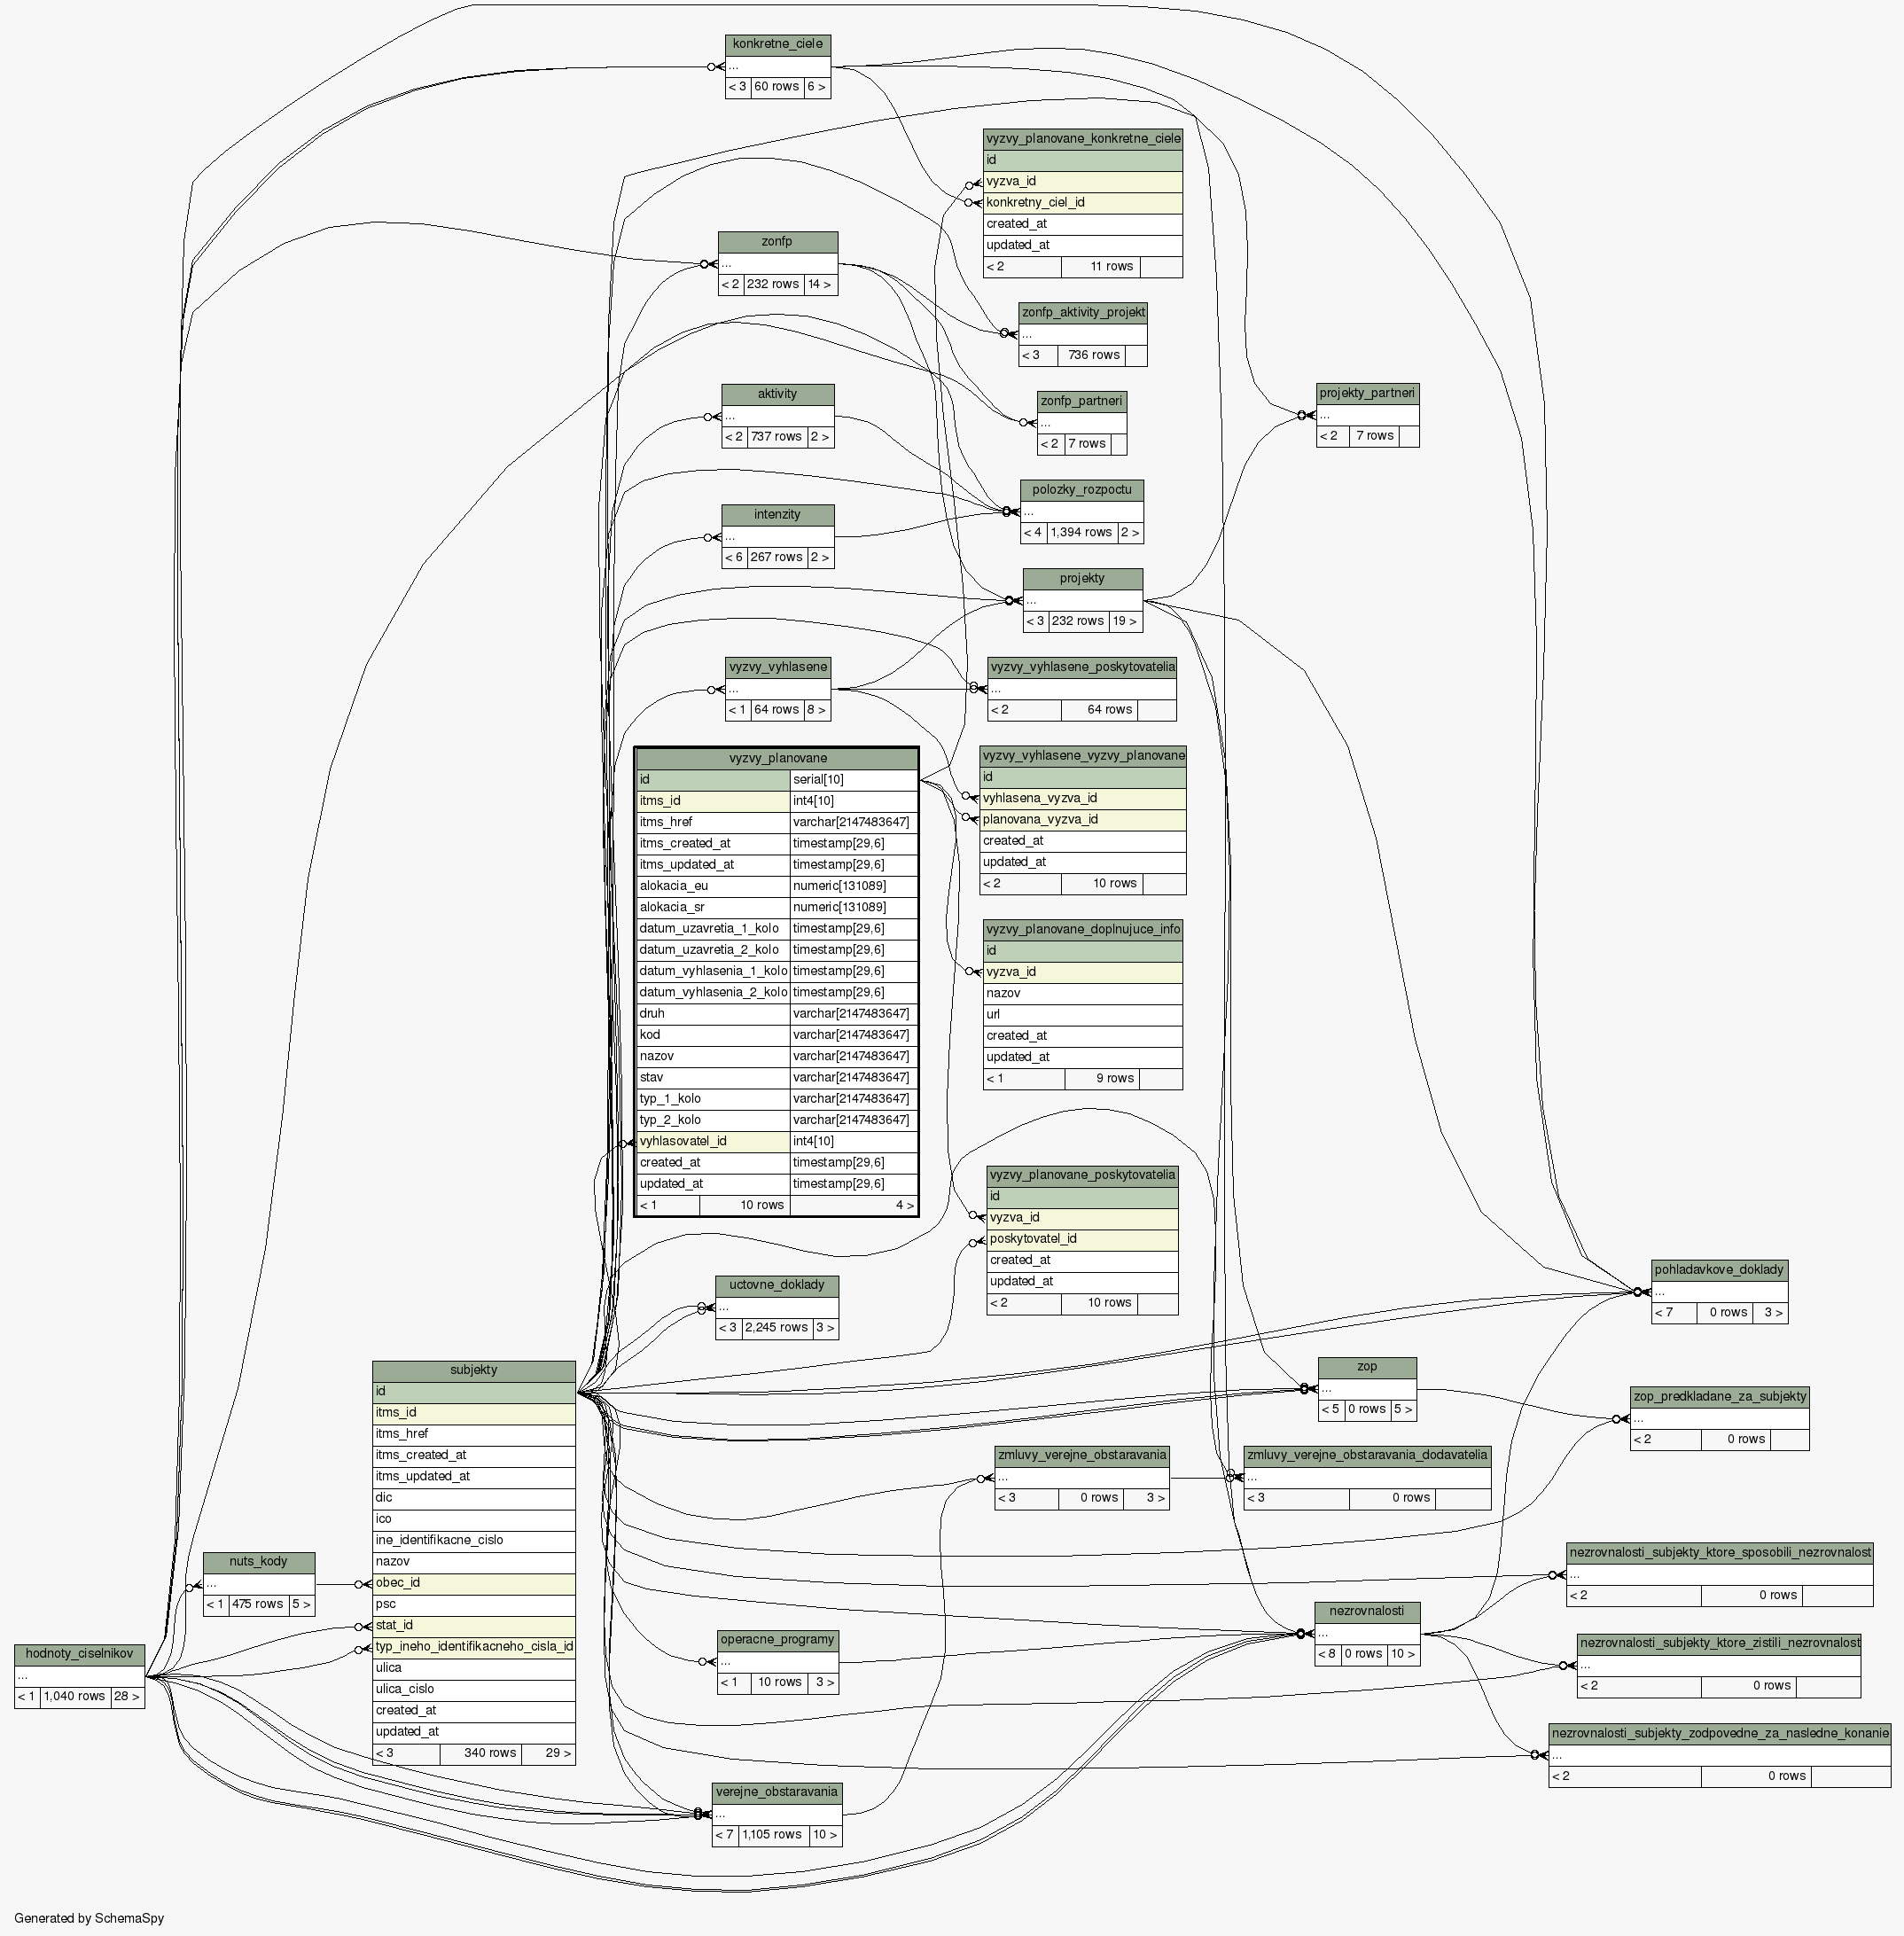 konkretne_ciele
...
< 3 60 rows 6 >
vyzvy_planovane_konkretne_ciele
id
vyzva_id
konkretny_ciel_id
created_at
updated_at
< 2 11 rows
zonfp
...
< 2 232 rows 14 >
zonfp_aktivity_projekt
...
< 3 736 rows
aktivity
...
< 2 737 rows 2 >
zonfp_partneri
...
< 2 7 rows
projekty_partneri
...
< 2 7 rows
polozky_rozpoctu
...
< 4 1,394 rows 2 >
intenzity
...
< 6 267 rows 2 >
projekty
...
< 3 232 rows 19 >
vyzvy_vyhlasene
...
< 1 64 rows 8 >
vyzvy_vyhlasene_poskytovatelia
...
< 2 64 rows
vyzvy_planovane
id serial[10]
itms_id int4[10]
itms_href varchar[2147483647]
itms_created_at timestamp[29,6]
itms_updated_at timestamp[29,6]
alokacia_eu numeric[131089]
alokacia_sr numeric[131089]
datum_uzavretia_1_kolo timestamp[29,6]
datum_uzavretia_2_kolo timestamp[29,6]
datum_vyhlasenia_1_kolo timestamp[29,6]
datum_vyhlasenia_2_kolo timestamp[29,6]
druh varchar[2147483647]
kod varchar[2147483647]
nazov varchar[2147483647]
stav varchar[2147483647]
typ_1_kolo varchar[2147483647]
typ_2_kolo varchar[2147483647]
vyhlasovatel_id int4[10]
created_at timestamp[29,6]
updated_at timestamp[29,6]
< 1 10 rows 4 >
vyzvy_vyhlasene_vyzvy_planovane
id
vyhlasena_vyzva_id
planovana_vyzva_id
created_at
updated_at
< 2 10 rows
vyzvy_planovane_doplnujuce_info
id
vyzva_id
nazov
url
created_at
updated_at
< 1 9 rows
vyzvy_planovane_poskytovatelia
id
vyzva_id
poskytovatel_id
created_at
updated_at
< 2 10 rows
uctovne_doklady
...
< 3 2,245 rows 3 >
pohladavkove_doklady
...
< 7 0 rows 3 >
subjekty
id
itms_id
itms_href
itms_created_at
itms_updated_at
dic
ico
ine_identifikacne_cislo
nazov
obec_id
psc
stat_id
typ_ineho_identifikacneho_cisla_id
ulica
ulica_cislo
created_at
updated_at
< 3 340 rows 29 >
zop
...
< 5 0 rows 5 >
zop_predkladane_za_subjekty
...
< 2 0 rows
zmluvy_verejne_obstaravania
...
< 3 0 rows 3 >
zmluvy_verejne_obstaravania_dodavatelia
...
< 3 0 rows
nuts_kody
...
< 1 475 rows 5 >
nezrovnalosti_subjekty_ktore_sposobili_nezrovnalost
...
< 2 0 rows
nezrovnalosti
...
< 8 0 rows 10 >
hodnoty_ciselnikov
...
< 1 1,040 rows 28 >
operacne_programy
...
< 1 10 rows 3 >
nezrovnalosti_subjekty_ktore_zistili_nezrovnalost
...
< 2 0 rows
nezrovnalosti_subjekty_zodpovedne_za_nasledne_konanie
...
< 2 0 rows
verejne_obstaravania
...
< 7 1,105 rows 10 >
Generated by SchemaSpy